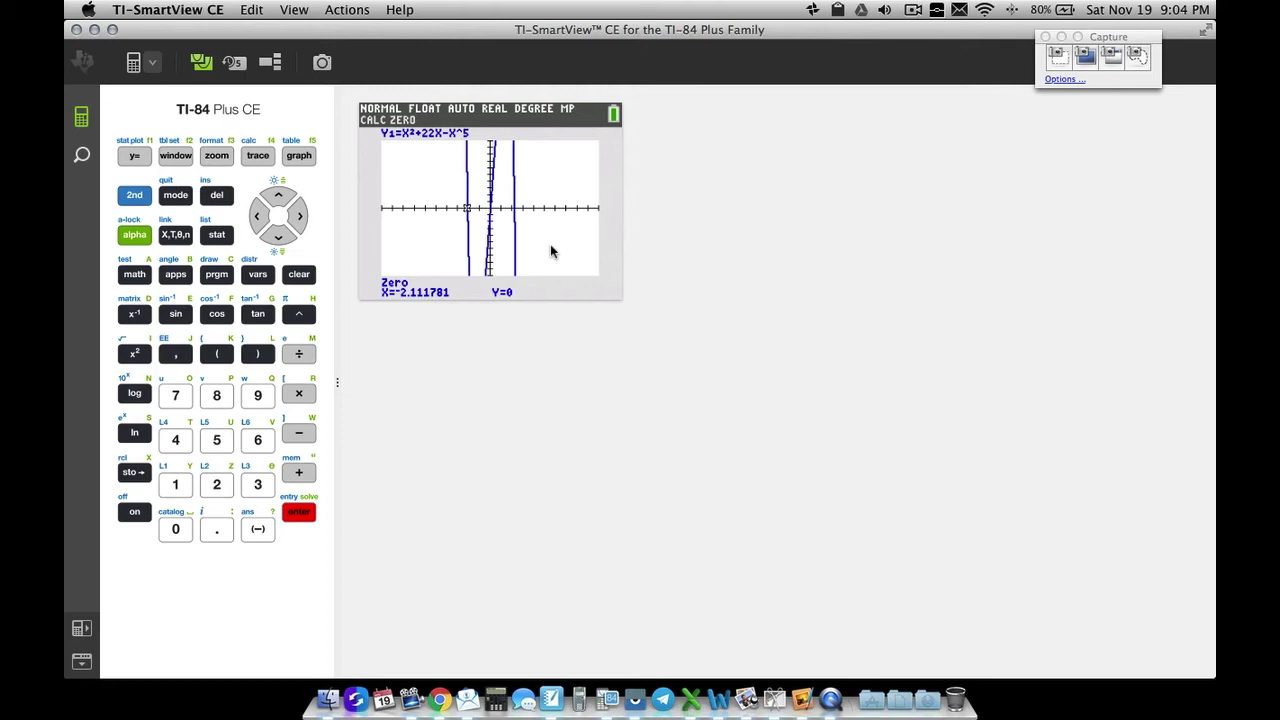 TI-SmartView CE File Edit View Actions Help 80% Sat Nov 19 9:04 PM
TI-SmartView™ CE for the TI-84 Plus Family
Capture
Options ...
TI-84 Plus CE
NORMAL FLOAT AUTO REAL DEGREE MP
CALC ZERO
Y1=X²+22X-X^5
Zero
X=-2.111781 Y=0
stat plot f1 tbl set f2 format f3 calc f4 table f5
y= window zoom trace graph
quit ins
2nd mode del
a-lock link list
alpha X,T,θ,n stat
test A angle B draw C distr
math apps prgm vars clear
matrix D sin⁻¹ E cos⁻¹ F tan⁻¹ G π H
x⁻¹ sin cos tan ^
√ I EE J { K } L e M
x² , ( ) ÷
10ˣ N u O v P w Q [ R
log 7 8 9 ×
eˣ S L4 T L5 U L6 V ] W
ln 4 5 6 −
rcl X L1 Y L2 Z L3 θ mem "
sto→ 1 2 3 +
off catalog i : ans ? entry solve
on 0 . (−) enter